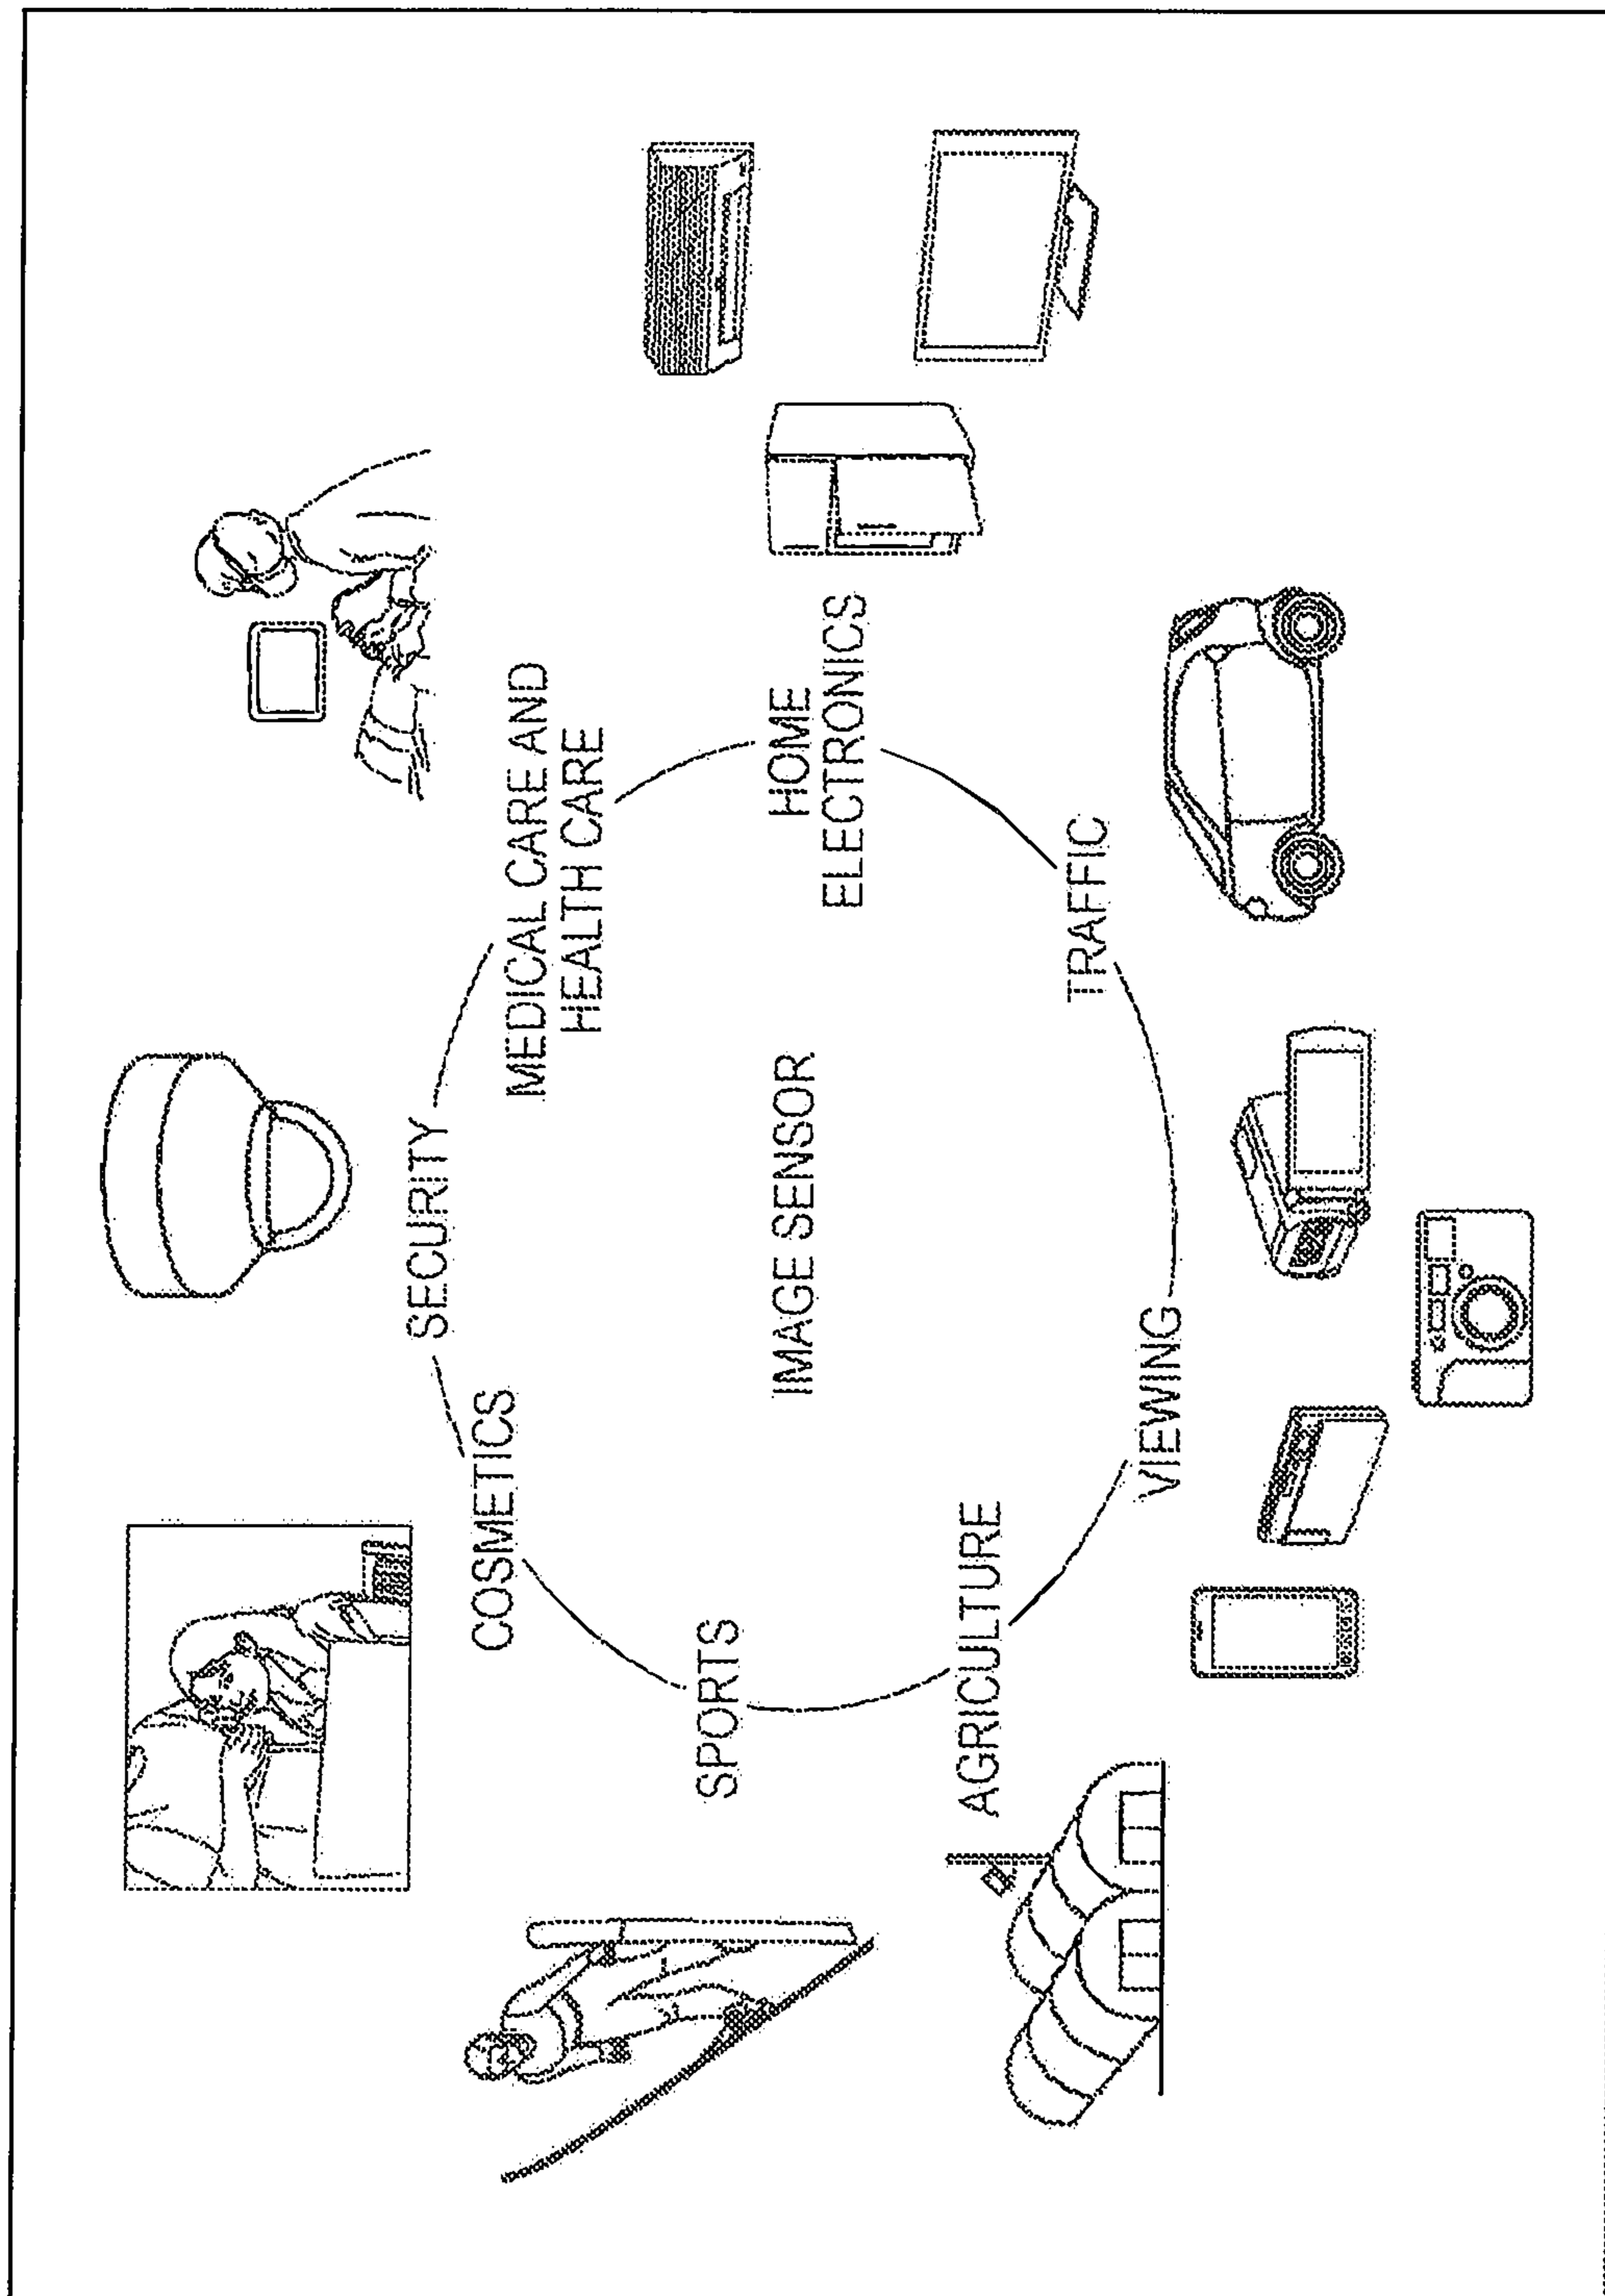 SECURITY
COSMETICS
MEDICAL CARE AND
HEALTH CARE
SPORTS
IMAGE SENSOR
HOME
ELECTRONICS
AGRICULTURE
TRAFFIC
VIEWING